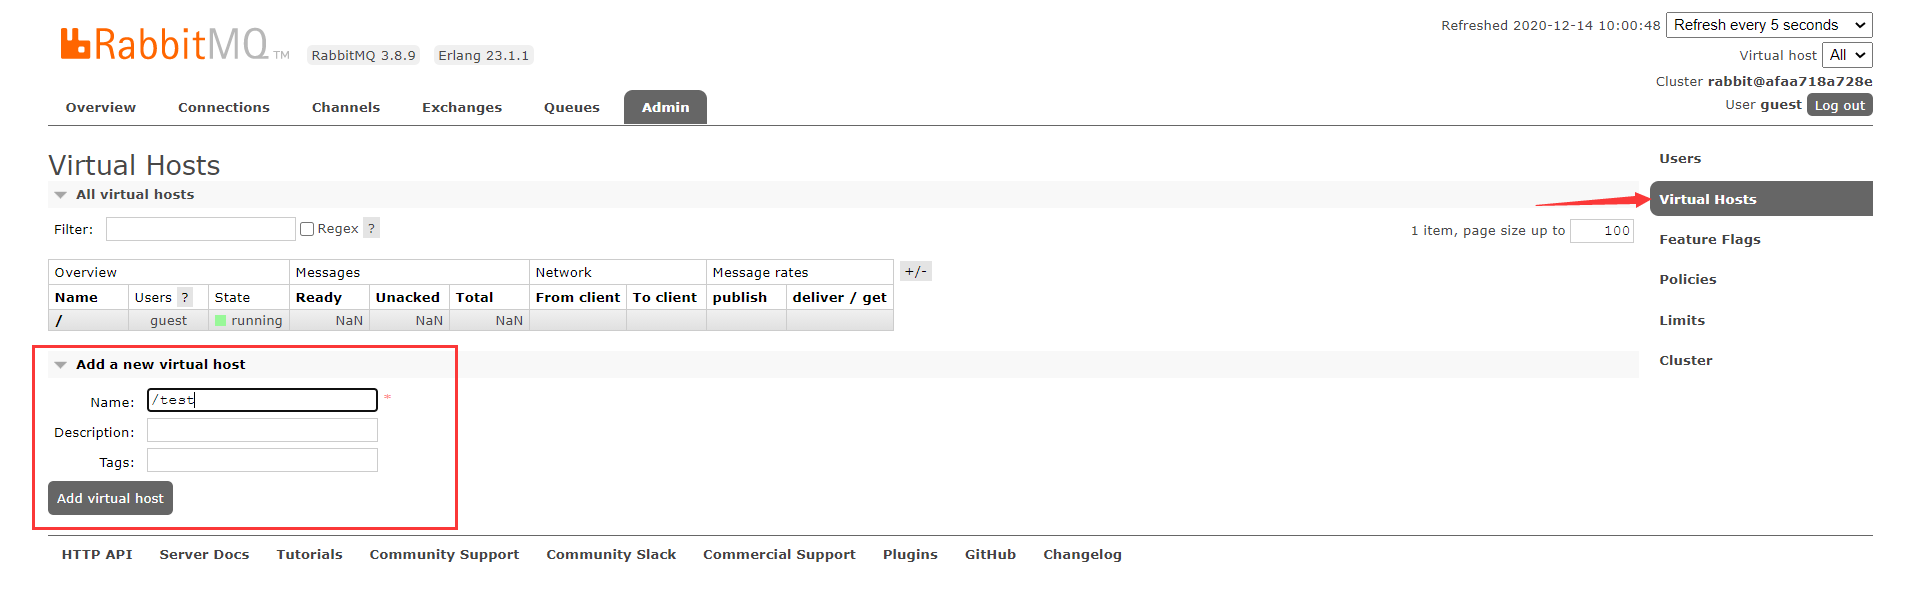 RabbitMQ TM RabbitMQ 3.8.9 Erlang 23.1.1
Refreshed 2020-12-14 10:00:48 Refresh every 5 seconds
Virtual host All
Cluster rabbit@afaa718a728e
User guest Log out
Overview Connections Channels Exchanges Queues Admin
Virtual Hosts
All virtual hosts
Filter: Regex ?
1 item, page size up to 100
Overview Messages Network Message rates +/-
Name Users ? State Ready Unacked Total From client To client publish deliver / get
/ guest running NaN NaN NaN
Add a new virtual host
Name: /test *
Description:
Tags:
Add virtual host
Users
Virtual Hosts
Feature Flags
Policies
Limits
Cluster
HTTP API Server Docs Tutorials Community Support Community Slack Commercial Support Plugins GitHub Changelog